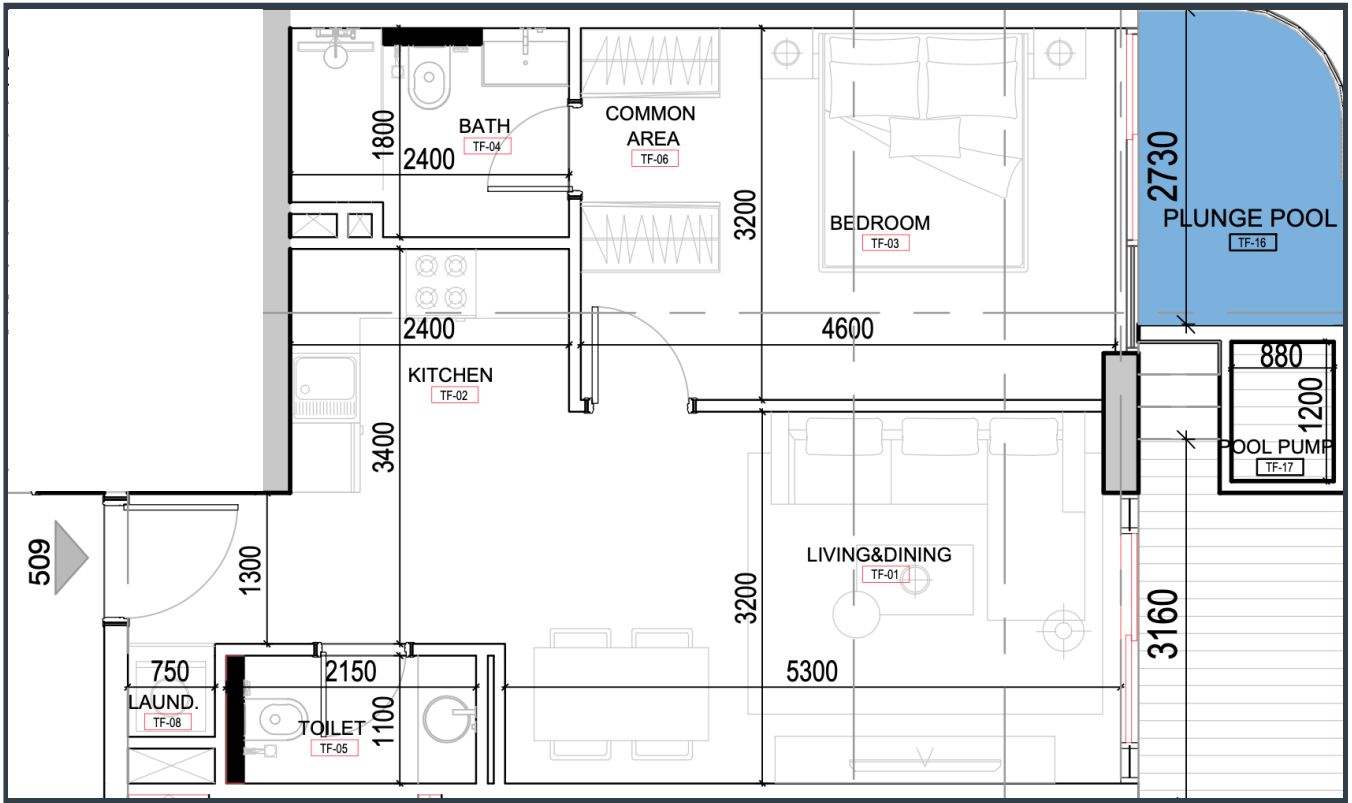 BATH
TF-04
1800
2400
COMMON
AREA
TF-06
3200
BEDROOM
TF-03
2730
PLUNGE POOL
TF-16
2400
4600
KITCHEN
TF-02
3400
880
1200
POOL PUMP
TF-17
509
1300
LIVING&DINING
TF-01
3200
3160
750
LAUND.
TF-08
2150
TOILET
TF-05
1100
5300